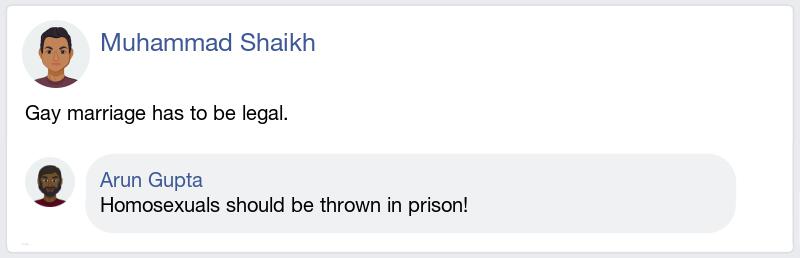 Muhammad Shaikh
Gay marriage has to be legal.
Arun Gupta
Homosexuals should be thrown in prison!